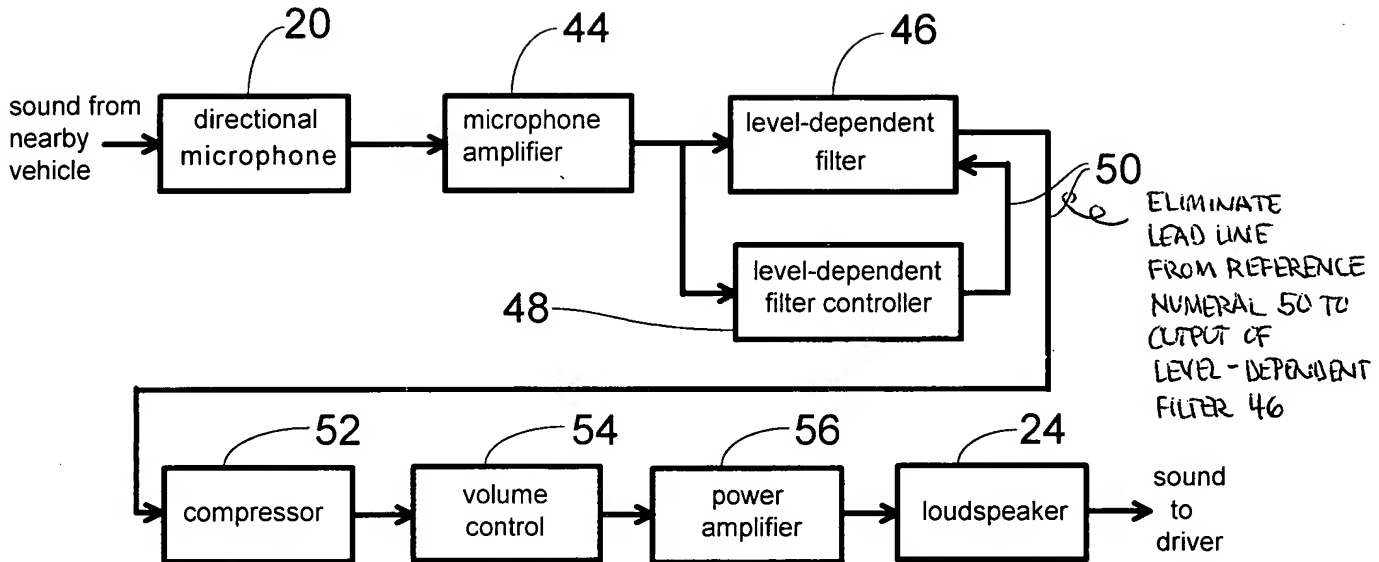 20
44
46
sound from
nearby
vehicle
directional
microphone
microphone
amplifier
level-dependent
filter
50
ELIMINATE
LEAD LINE
FROM REFERENCE
NUMERAL 50 TO
OUTPUT OF
LEVEL-DEPENDENT
FILTER 46
level-dependent
filter controller
48
52
54
56
24
compressor
volume
control
power
amplifier
loudspeaker
sound
to
driver